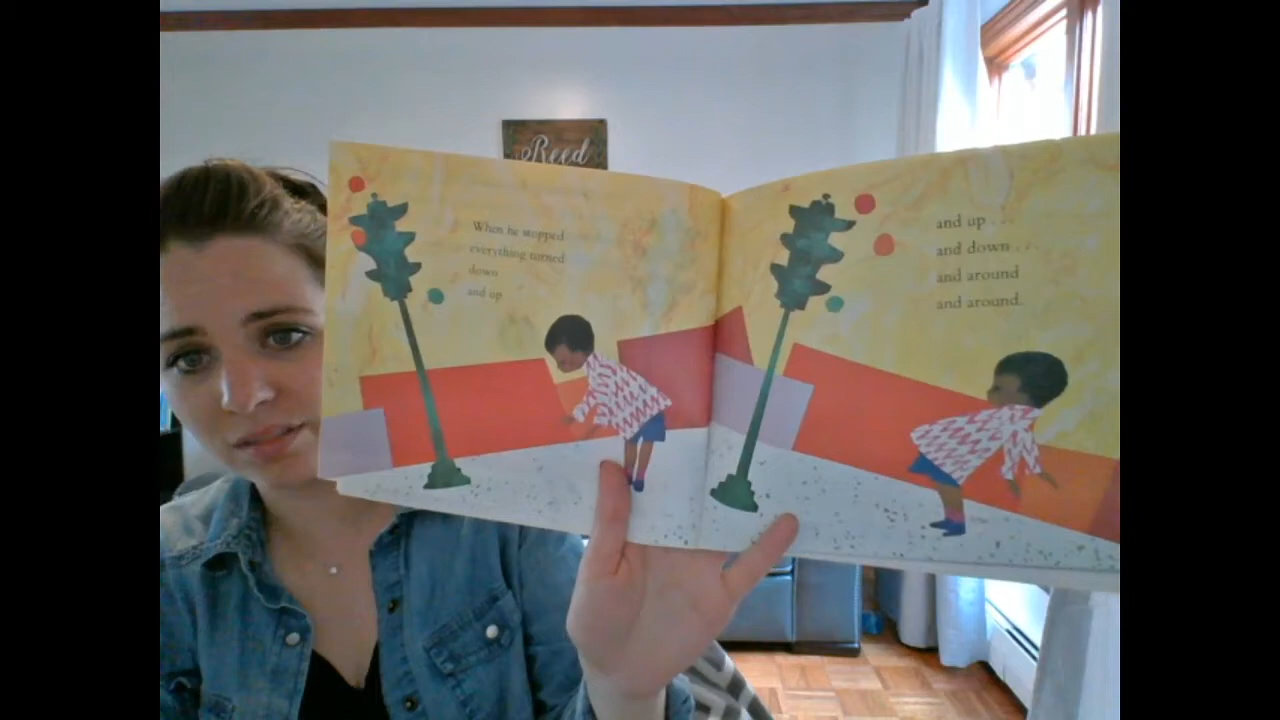 Reed
When he stopped
everything turned
down
and up
and up . . .
and down . . .
and around
and around.